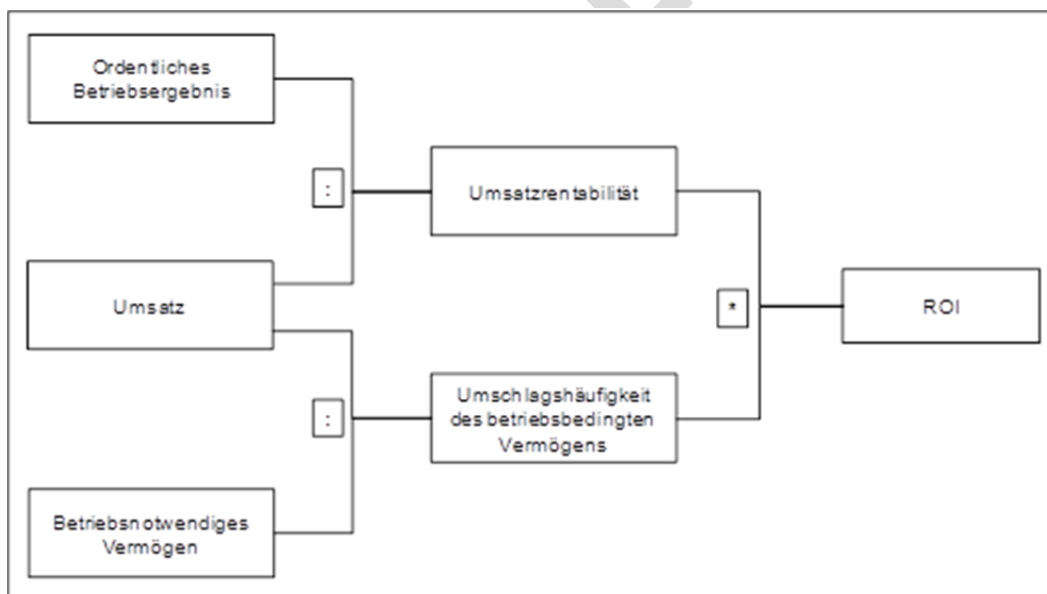 Ordentliches
Betriebsergebnis
:
Umsatzrentabilität
Umsatz
*
ROI
:
Umschlagshäufigkeit
des betriebsbedingten
Vermögens
Betriebsnotwendiges
Vermögen